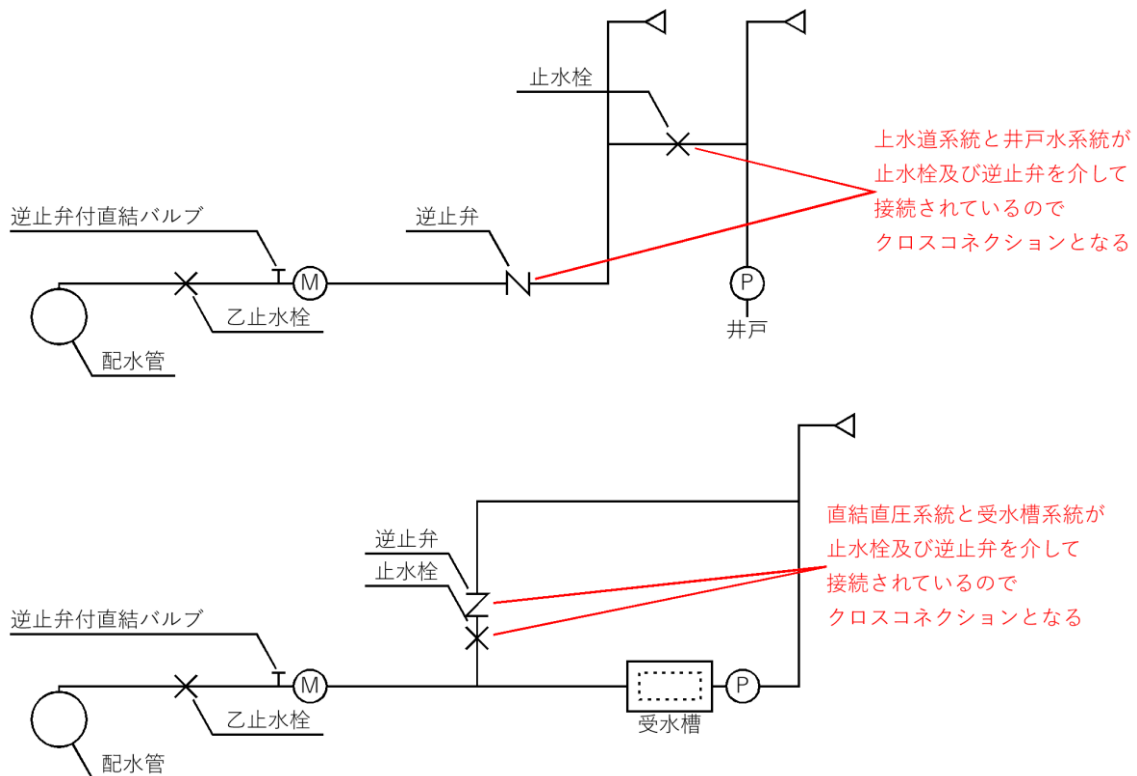 止水栓
上水道系統と井戸水系統が
止水栓及び逆止弁を介して
接続されているので
クロスコネクションとなる
逆止弁付直結バルブ
逆止弁
M
P
乙止水栓
井戸
配水管
直結直圧系統と受水槽系統が
止水栓及び逆止弁を介して
接続されているので
クロスコネクションとなる
逆止弁
止水栓
逆止弁付直結バルブ
M
P
乙止水栓
受水槽
配水管